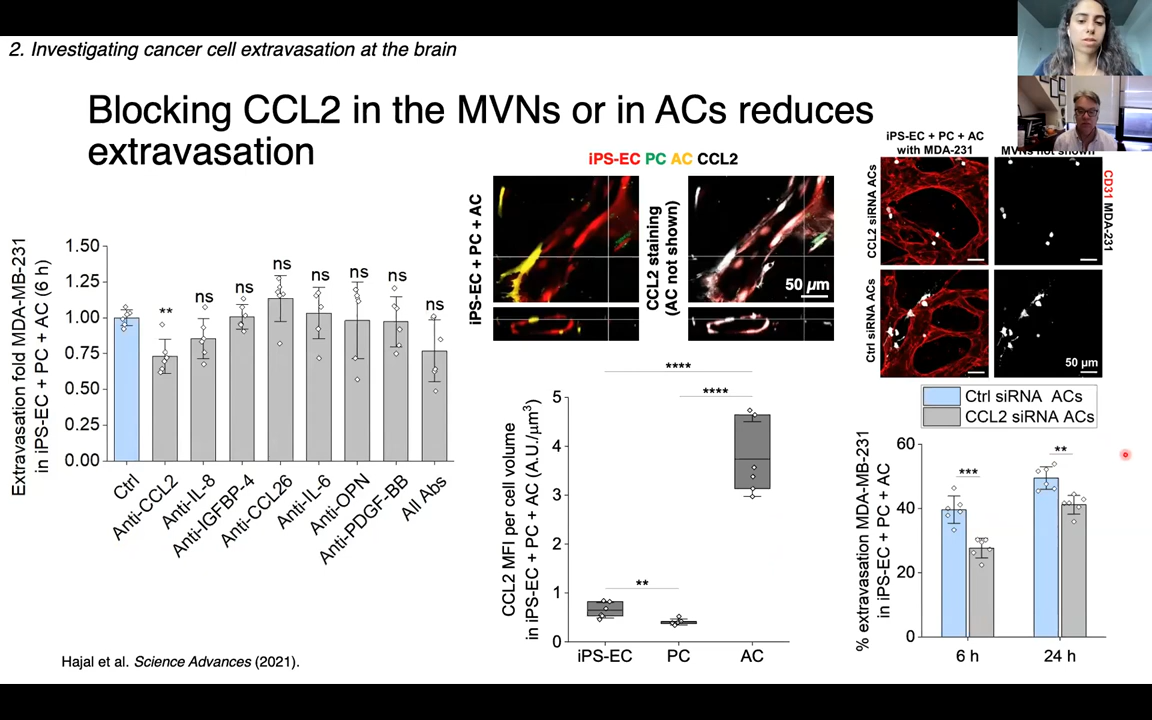 2. Investigating cancer cell extravasation at the brain
Blocking CCL2 in the MVNs or in ACs reduces
extravasation
Extravasation fold MDA-MB-231
in iPS-EC + PC + AC (6 h)
1.50
1.25
1.00
0.75
0.50
0.25
0.00
**
ns
ns
ns
ns
ns
ns
ns
Ctrl
Anti-CCL2
Anti-IL-8
Anti-IGFBP-4
Anti-CCL26
Anti-IL-6
Anti-OPN
Anti-PDGF-BB
All Abs
iPS-EC PC AC CCL2
iPS-EC + PC + AC
CCL2 staining
(AC not shown)
50 µm
CCL2 MFI per cell volume
in iPS-EC + PC + AC (A.U./µm³)
5
4
3
2
1
0
****
****
**
iPS-EC
PC
AC
iPS-EC + PC + AC
with MDA-231
MVNs not shown
CCL2 siRNA ACs
Ctrl siRNA ACs
CD31 MDA-231
50 µm
Ctrl siRNA ACs
CCL2 siRNA ACs
% extravasation MDA-MB-231
in iPS-EC + PC + AC
60
40
20
0
***
**
6 h
24 h
Hajal et al. Science Advances (2021).